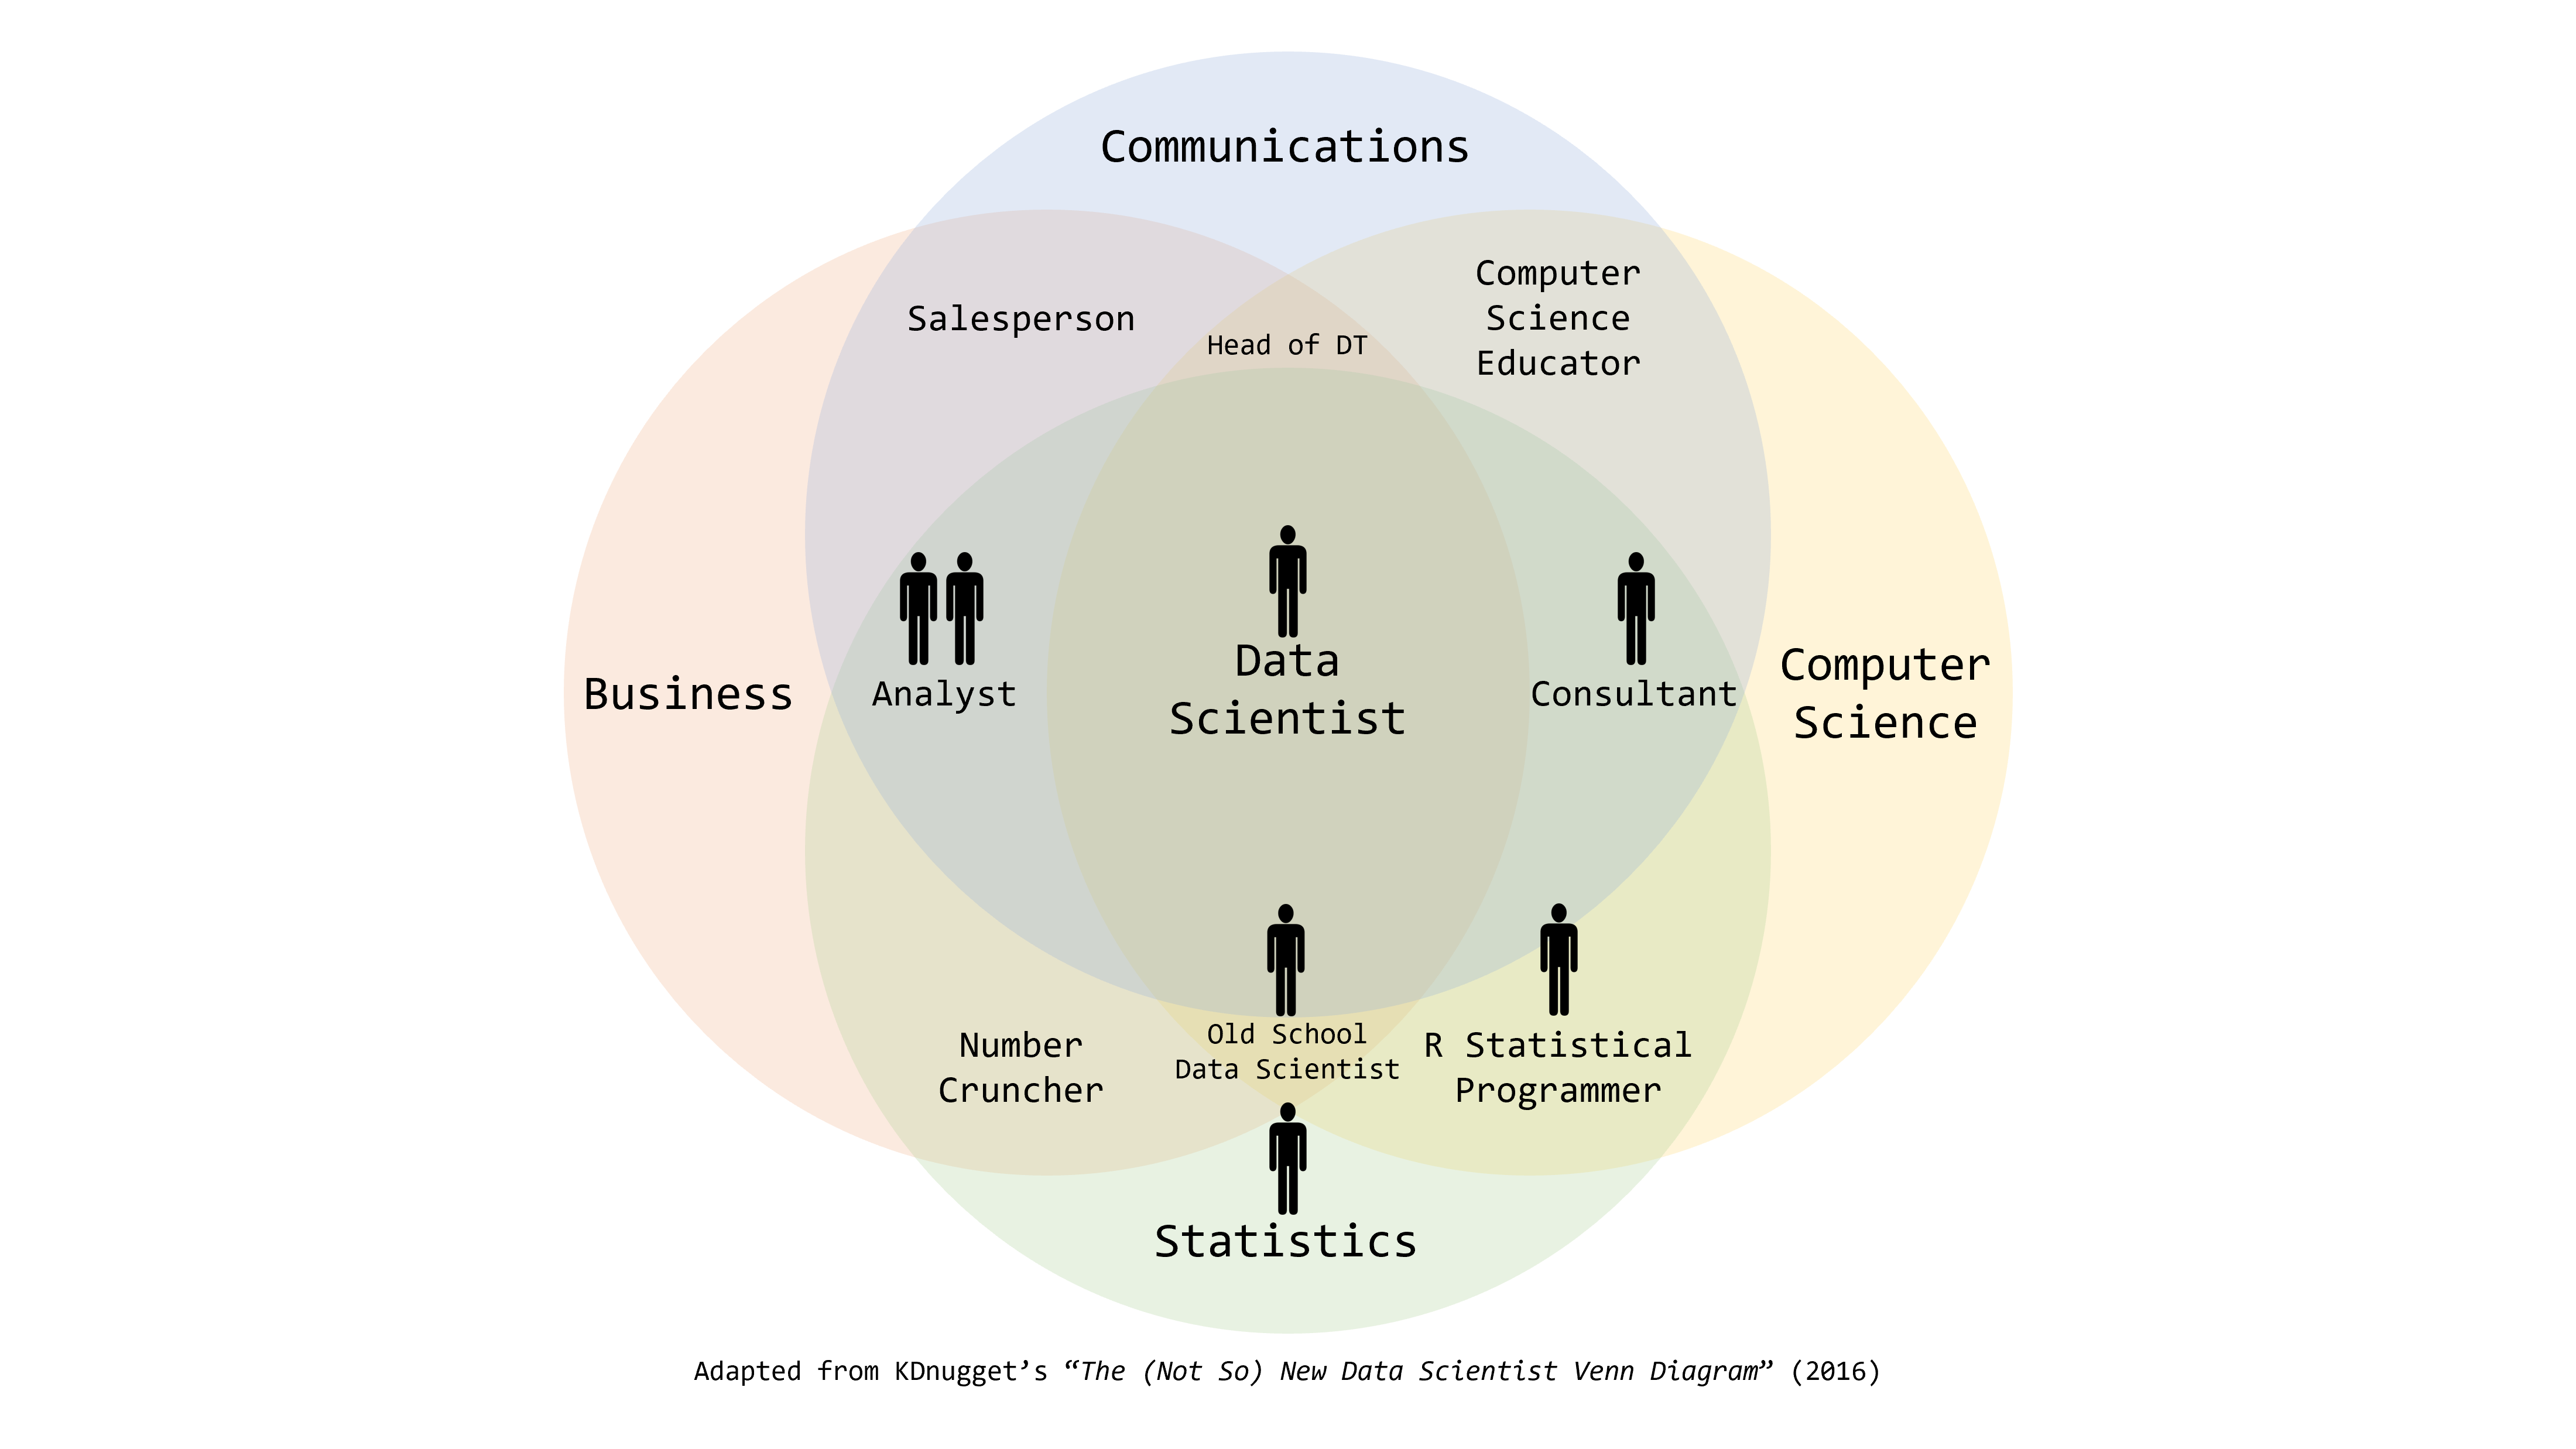 Communications
Salesperson
Head of DT
Computer
Science
Educator
Business
Analyst
Data
Scientist
Consultant
Computer
Science
Number
Cruncher
Old School
Data Scientist
R Statistical
Programmer
Statistics
Adapted from KDnugget’s “The (Not So) New Data Scientist Venn Diagram” (2016)